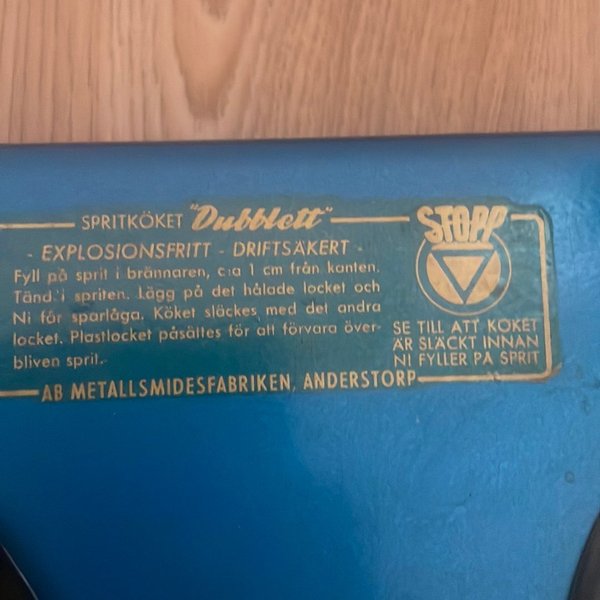 SPRITKÖKET "Dubblett"
- EXPLOSIONSFRITT - DRIFTSÄKERT -
Fyll på sprit i brännaren, c:a 1 cm från kanten.
Tänd i spriten. Lägg på det hålade locket och
Ni får sparlåga. Köket släckes med det andra
locket. Plastlocket påsättes för att förvara över-
bliven sprit.
AB METALLSMIDESFABRIKEN, ANDERSTORP
STOPP
SE TILL ATT KÖKET
ÄR SLÄCKT INNAN
NI FYLLER PÅ SPRIT